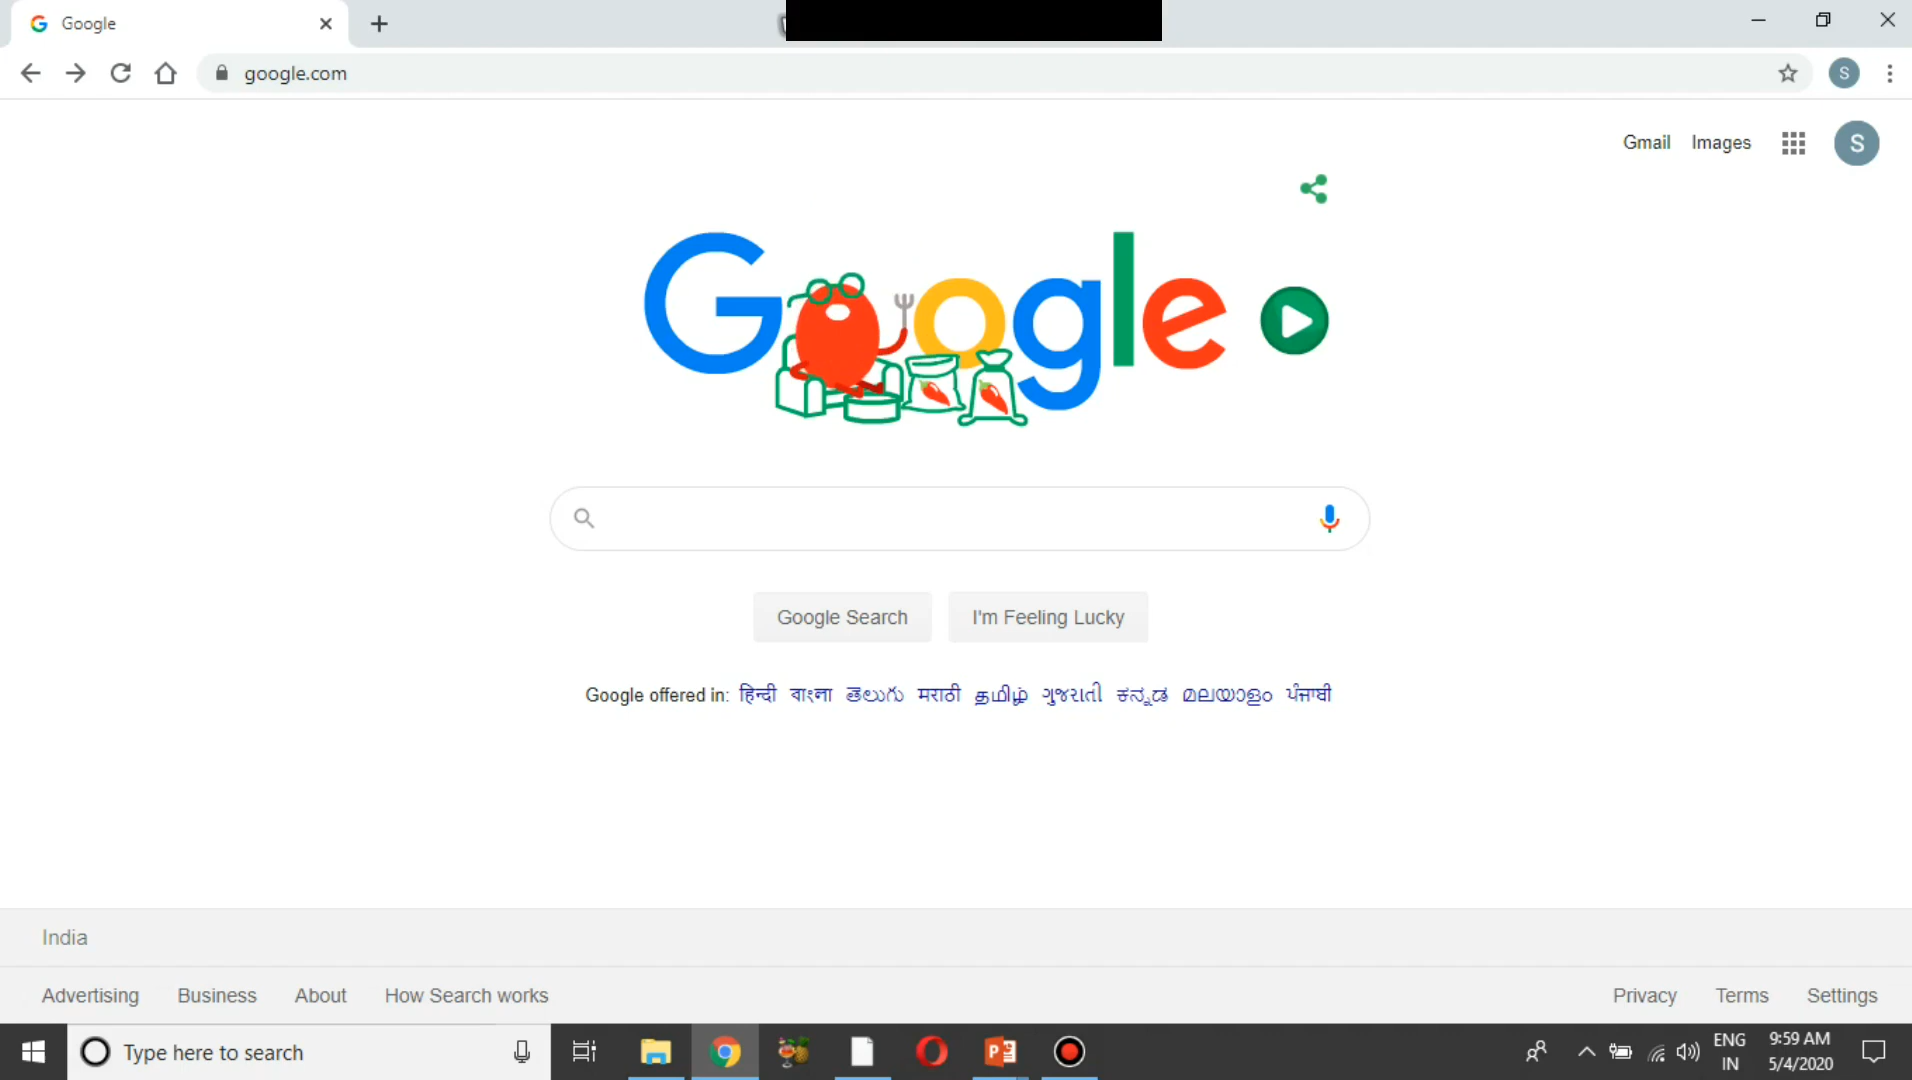 Google
google.com
S
Gmail Images
S
Google
Google Search I'm Feeling Lucky
Google offered in: हिन्दी বাংলা తెలుగు मराठी தமிழ் ગુજરાતી ಕನ್ನಡ മലയാളം ਪੰਜਾਬੀ
India
Advertising Business About How Search works Privacy Terms Settings
Type here to search
ENG
IN
9:59 AM
5/4/2020